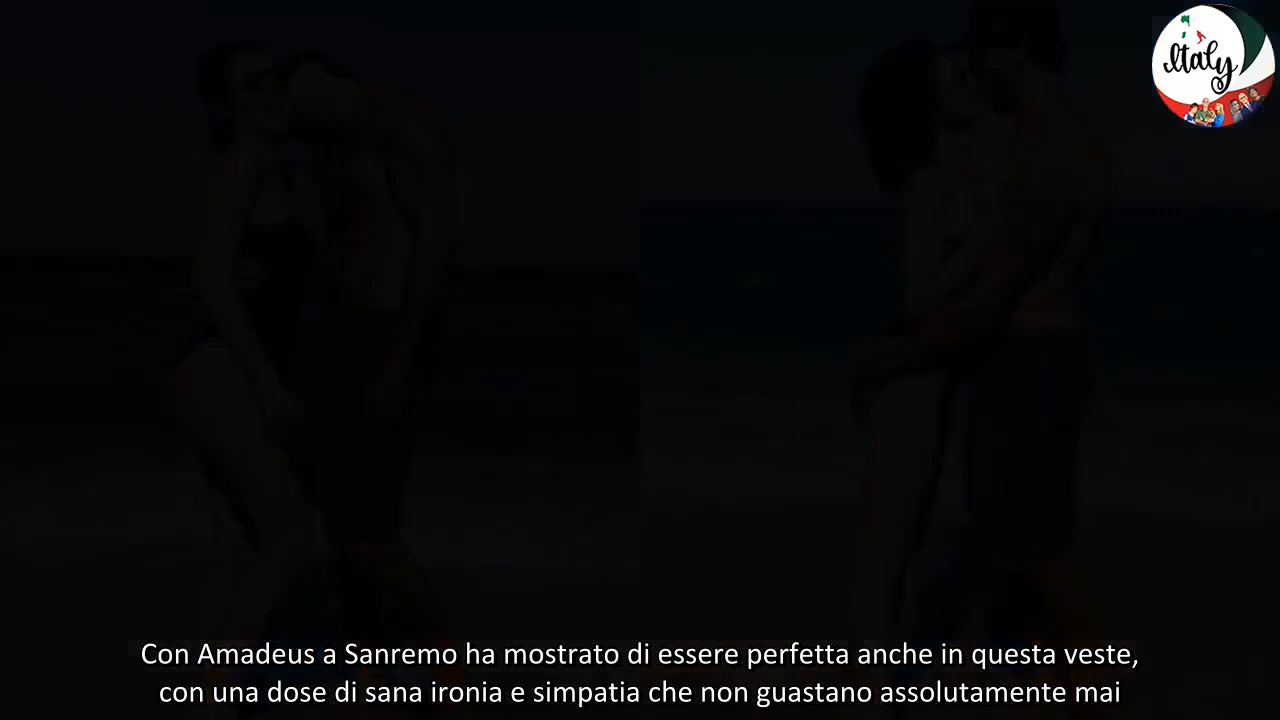 Italy
Con Amadeus a Sanremo ha mostrato di essere perfetta anche in questa veste,
con una dose di sana ironia e simpatia che non guastano assolutamente mai